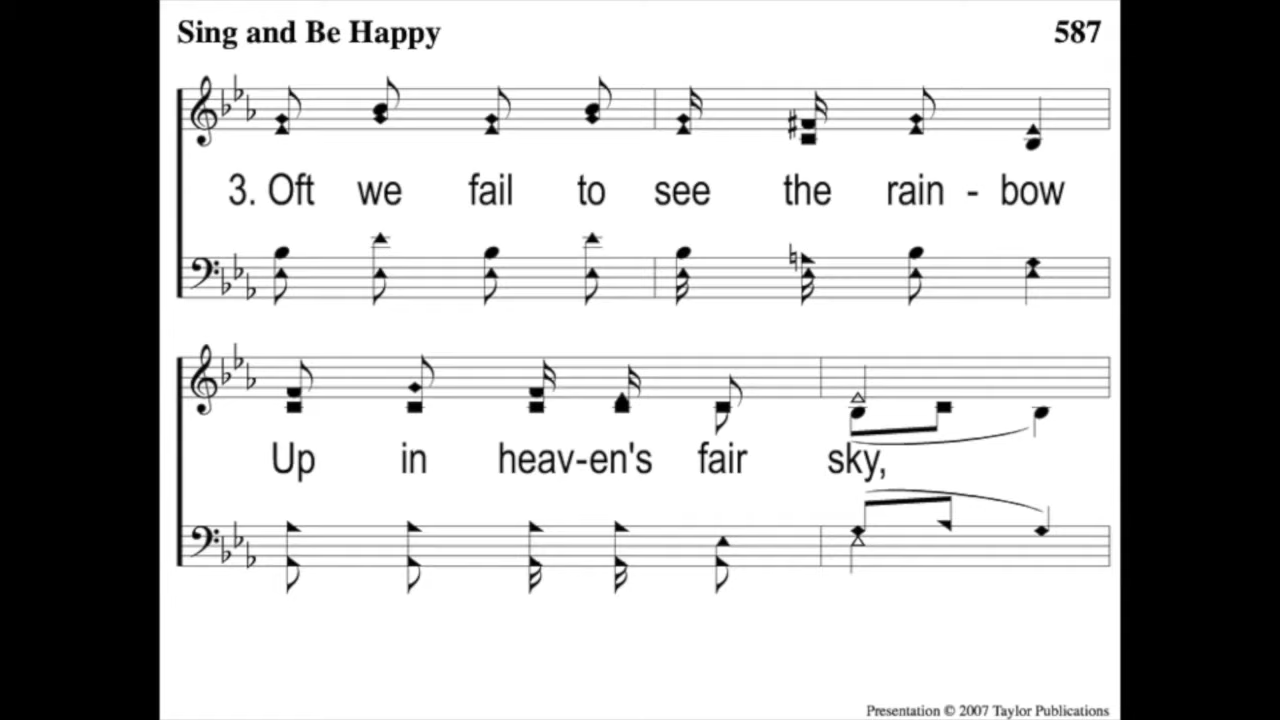 Sing and Be Happy 587
3. Oft we fail to see the rain - bow
Up in heav-en's fair sky,
Presentation © 2007 Taylor Publications